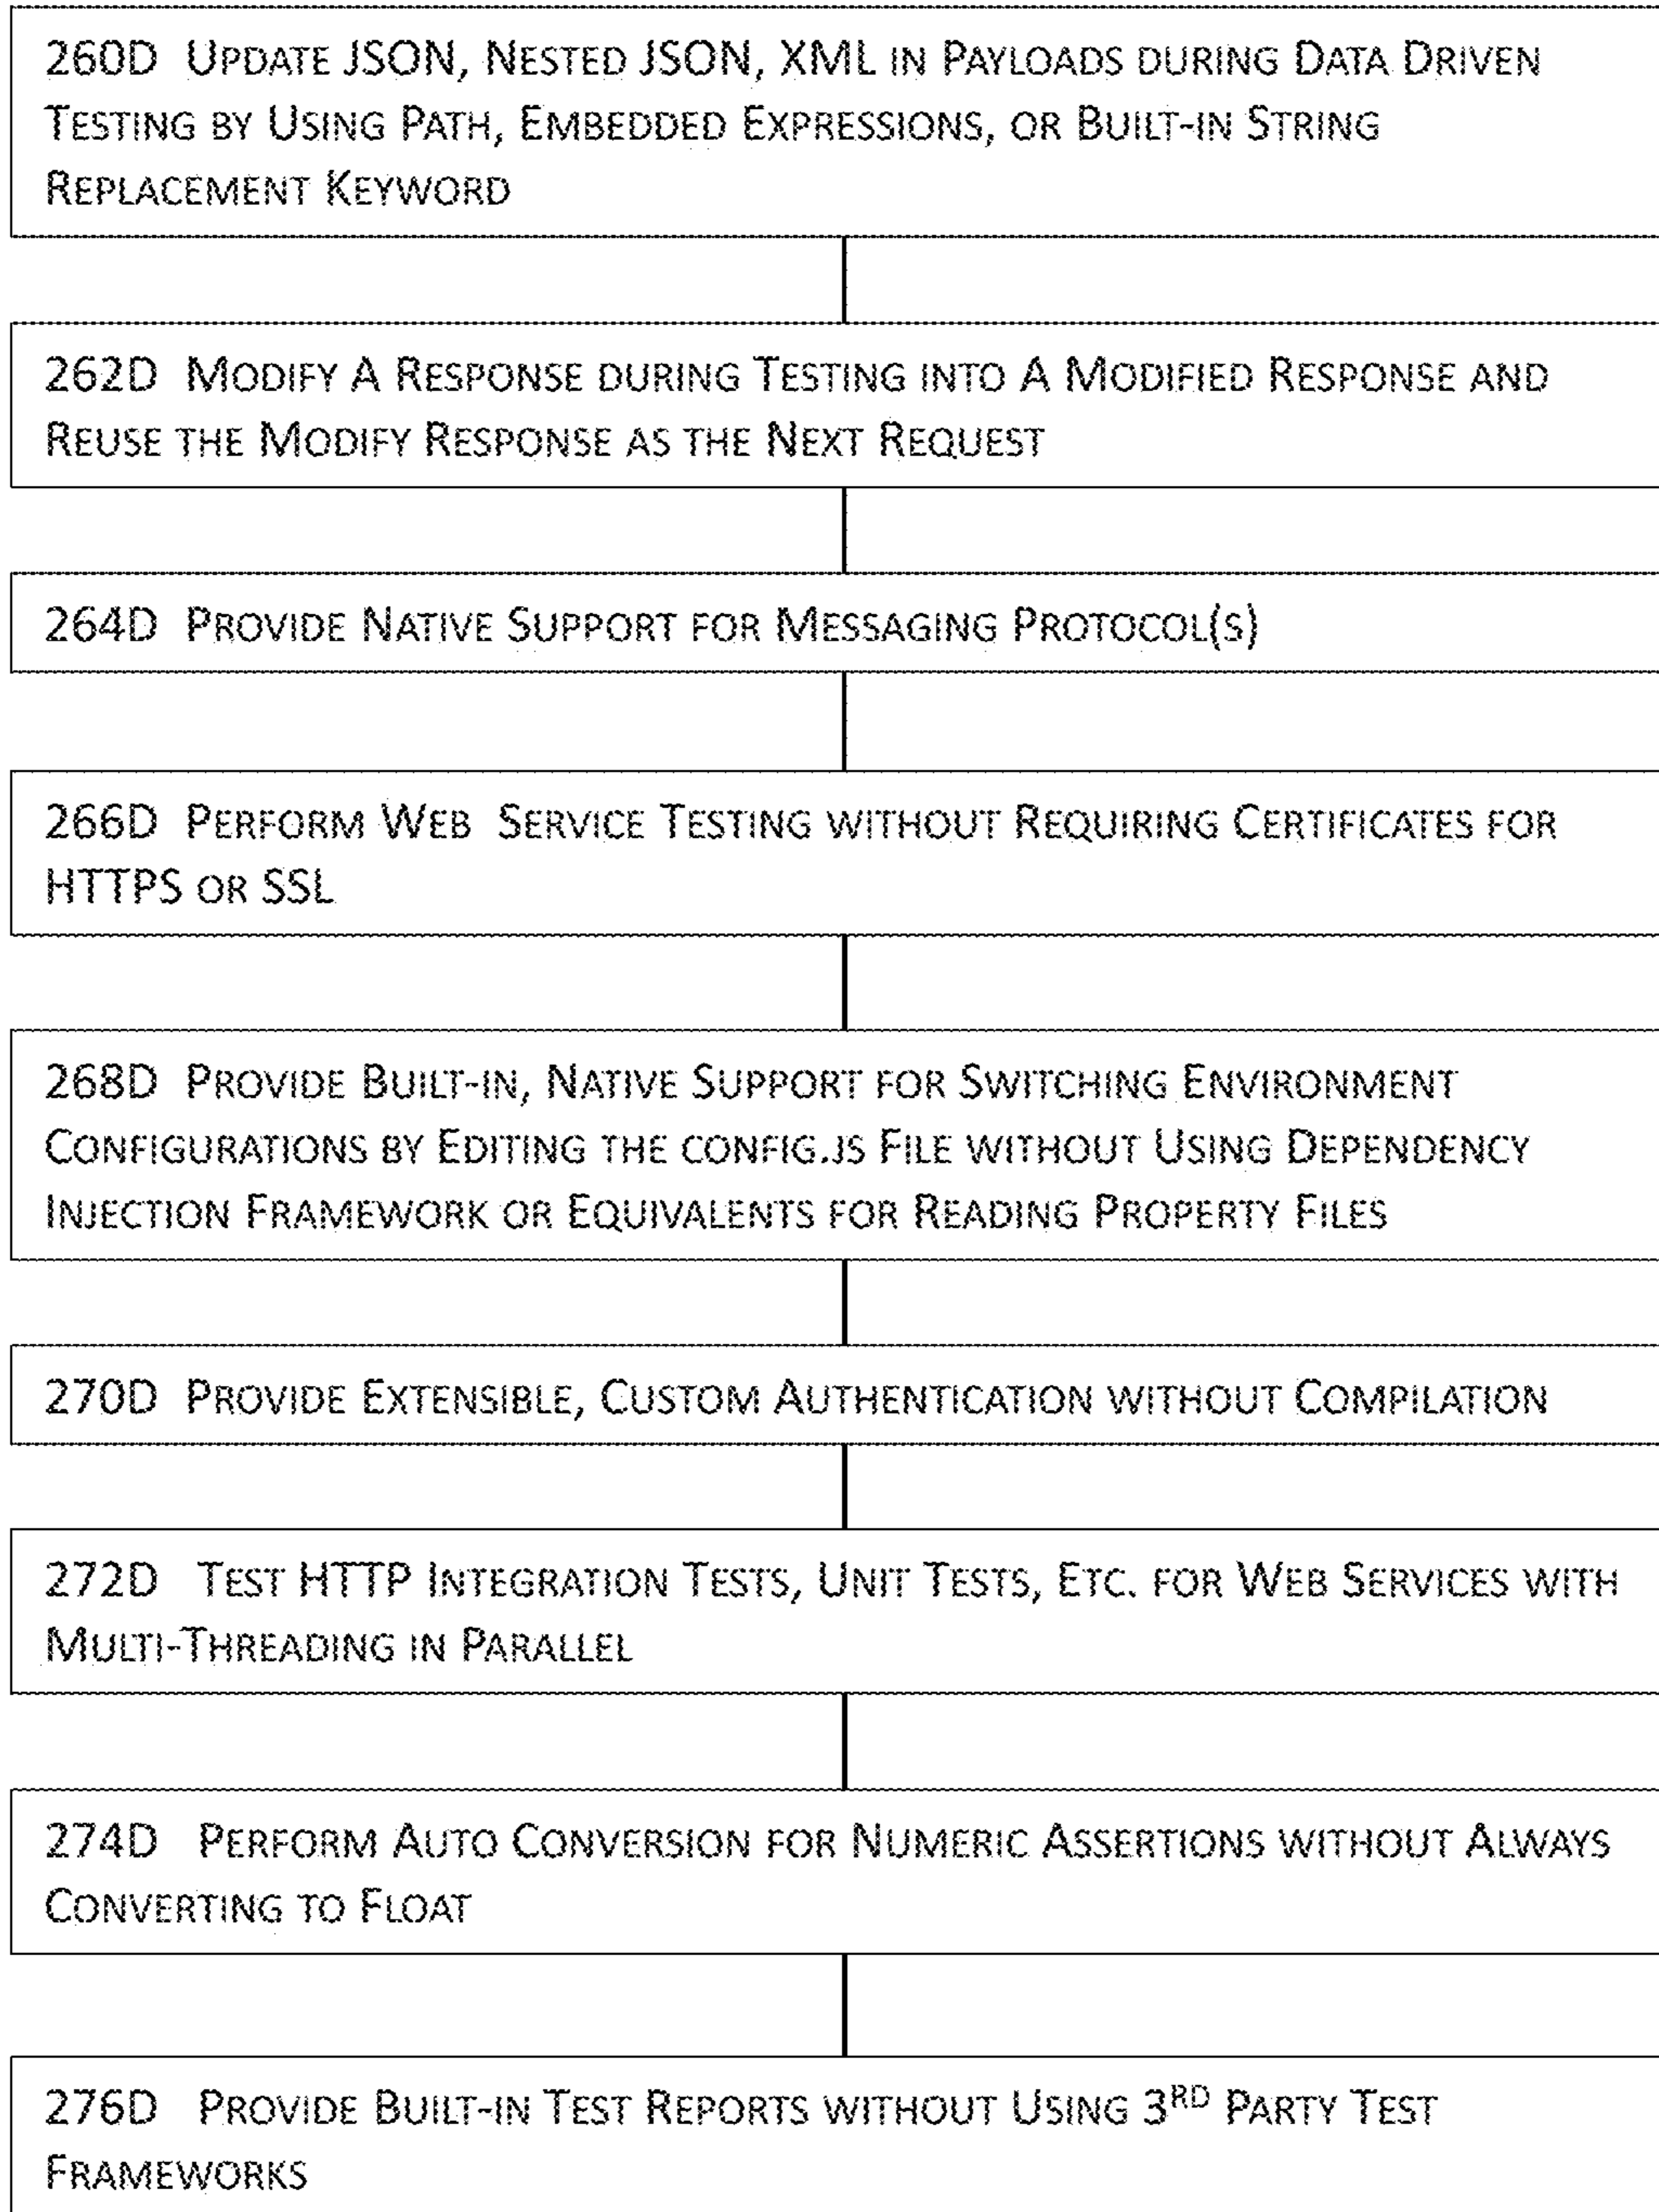 260D Update JSON, Nested JSON, XML in Payloads during Data Driven
Testing by Using Path, Embedded Expressions, or Built-in String
Replacement Keyword
262D Modify A Response during Testing into A Modified Response and
Reuse the Modify Response as the Next Request
264D Provide Native Support for Messaging Protocol(s)
266D Perform Web Service Testing without Requiring Certificates for
HTTPS or SSL
268D Provide Built-in, Native Support for Switching Environment
Configurations by Editing the config.js File without Using Dependency
Injection Framework or Equivalents for Reading Property Files
270D Provide Extensible, Custom Authentication without Compilation
272D Test HTTP Integration Tests, Unit Tests, Etc. for Web Services with
Multi-Threading in Parallel
274D Perform Auto Conversion for Numeric Assertions without Always
Converting to Float
276D Provide Built-in Test Reports without Using 3RD Party Test
Frameworks